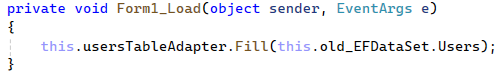 private void Form1_Load(object sender, EventArgs e)
{
    this.usersTableAdapter.Fill(this.old_EFDataSet.Users);
}